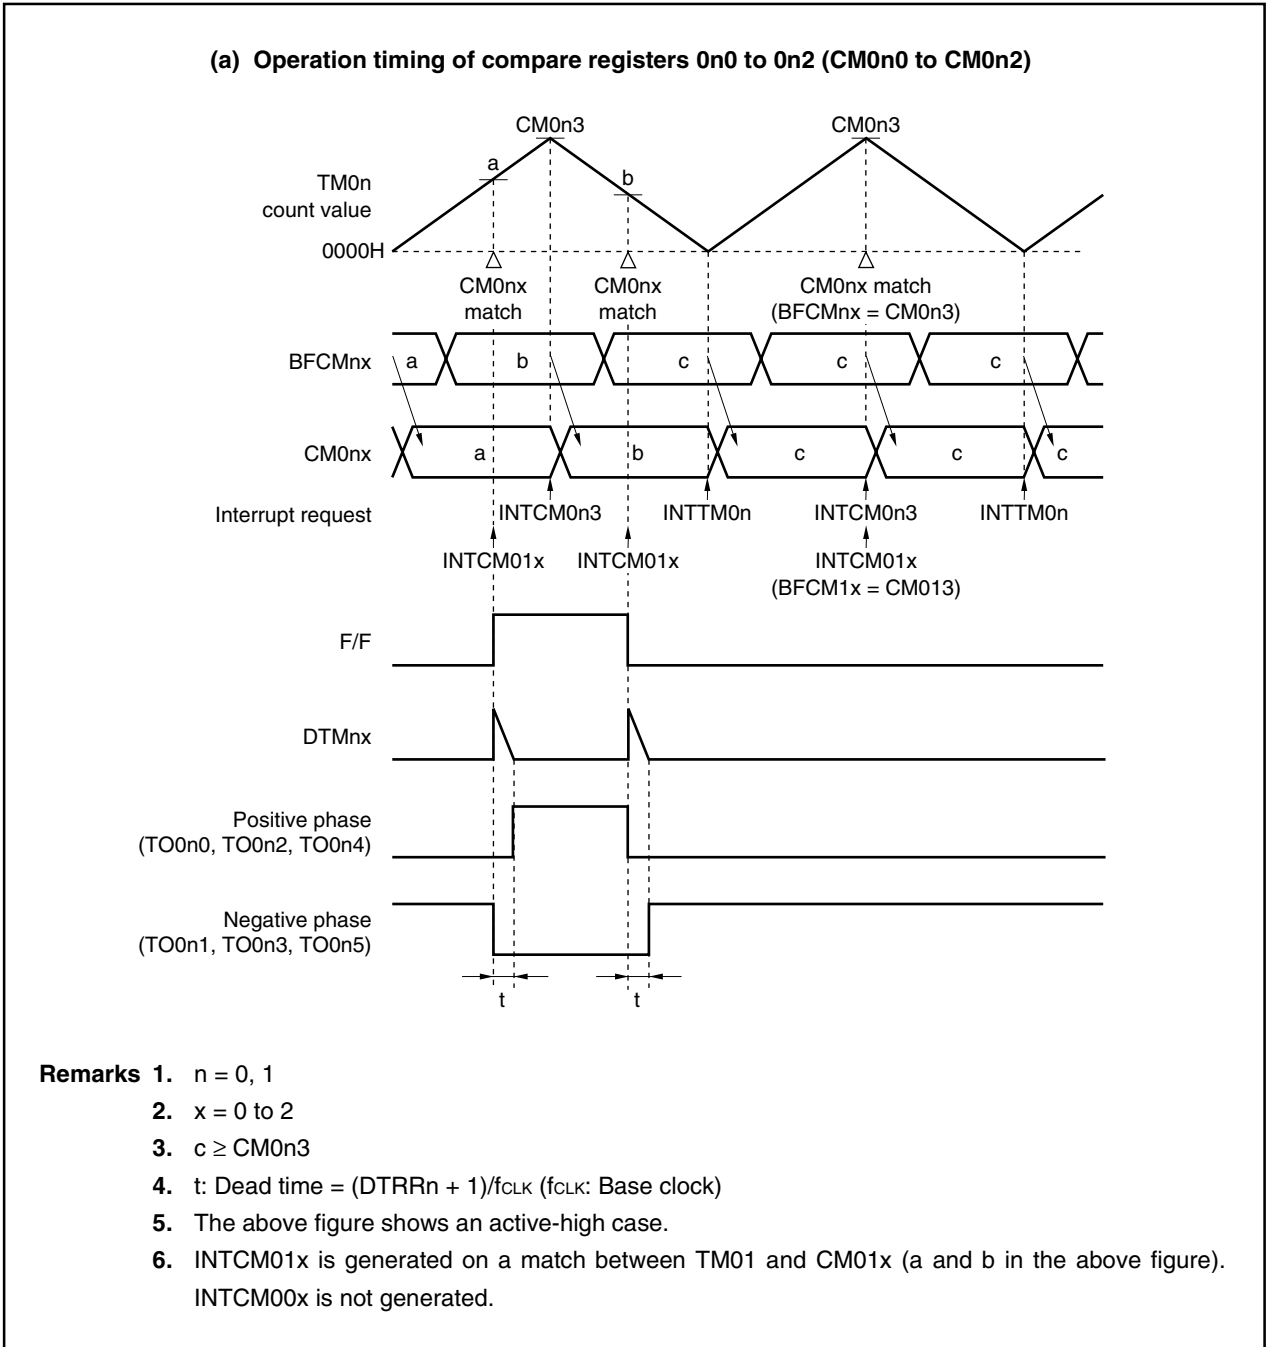 (a) Operation timing of compare registers 0n0 to 0n2 (CM0n0 to CM0n2)
CM0n3 CM0n3
a
b
TM0n
count value
0000H
CM0nx CM0nx CM0nx match
match match (BFCMnx = CM0n3)
BFCMnx a b c c c
CM0nx a b c c c
Interrupt request INTCM0n3 INTTM0n INTCM0n3 INTTM0n
INTCM01x INTCM01x INTCM01x
(BFCM1x = CM013)
F/F
DTMnx
Positive phase
(TO0n0, TO0n2, TO0n4)
Negative phase
(TO0n1, TO0n3, TO0n5)
t t
Remarks 1. n = 0, 1
2. x = 0 to 2
3. c ≥ CM0n3
4. t: Dead time = (DTRRn + 1)/fCLK (fCLK: Base clock)
5. The above figure shows an active-high case.
6. INTCM01x is generated on a match between TM01 and CM01x (a and b in the above figure).
INTCM00x is not generated.